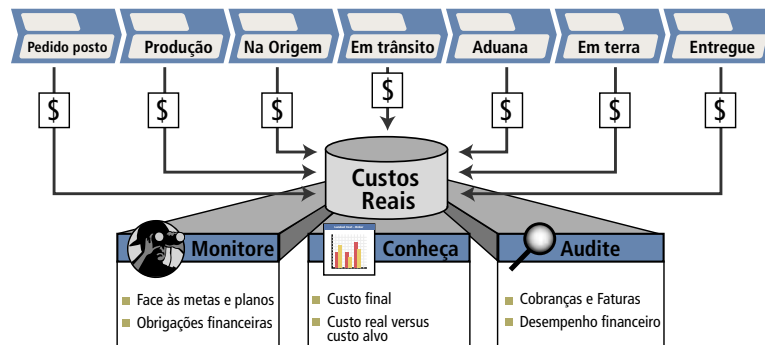 Pedido posto
Produção
Na Origem
Em trânsito
Aduana
Em terra
Entregue
$
$
$
$
$
$
$
Custos
Reais
Monitore
Face às metas e planos
Obrigações financeiras
Conheça
Custo final
Custo real versus
custo alvo
Audite
Cobranças e Faturas
Desempenho financeiro